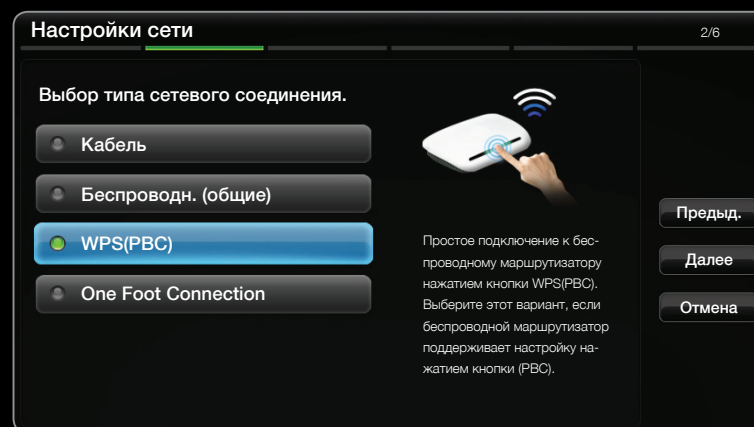 Настройки сети
2/6
Выбор типа сетевого соединения.
Кабель
Беспроводн. (общие)
WPS(PBC)
One Foot Connection
Простое подключение к бес-
проводному маршрутизатору
нажатием кнопки WPS(PBC).
Выберите этот вариант, если
беспроводной маршрутизатор
поддерживает настройку на-
жатием кнопки (PBC).
Предыд.
Далее
Отмена